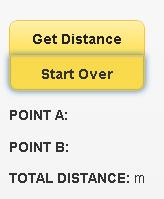 Get Distance
Start Over
POINT A:
POINT B:
TOTAL DISTANCE: m